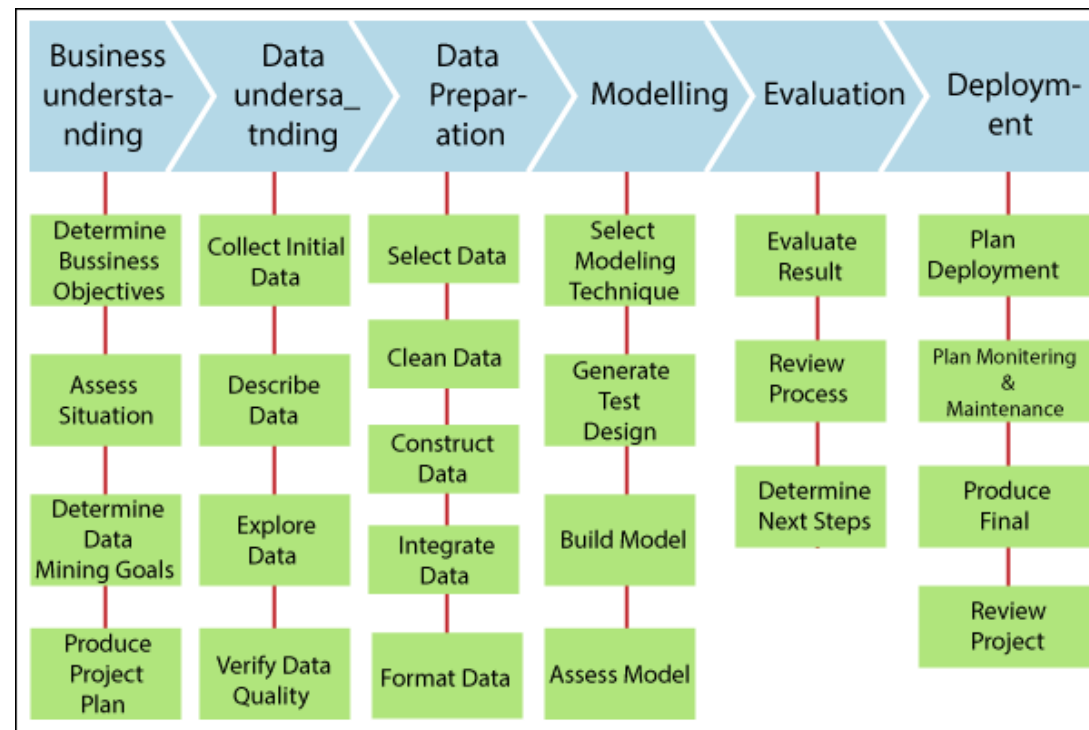 Business
understa-
nding
Data
undersa_
tnding
Data
Prepar-
ation
Modelling
Evaluation
Deploym-
ent
Determine
Bussiness
Objectives
Assess
Situation
Determine
Data
Mining Goals
Produce
Project
Plan
Collect Initial
Data
Describe
Data
Explore
Data
Verify Data
Quality
Select Data
Clean Data
Construct
Data
Integrate
Data
Format Data
Select
Modeling
Technique
Generate
Test
Design
Build Model
Assess Model
Evaluate
Result
Review
Process
Determine
Next Steps
Plan
Deployment
Plan Monitering
&
Maintenance
Produce
Final
Review
Project